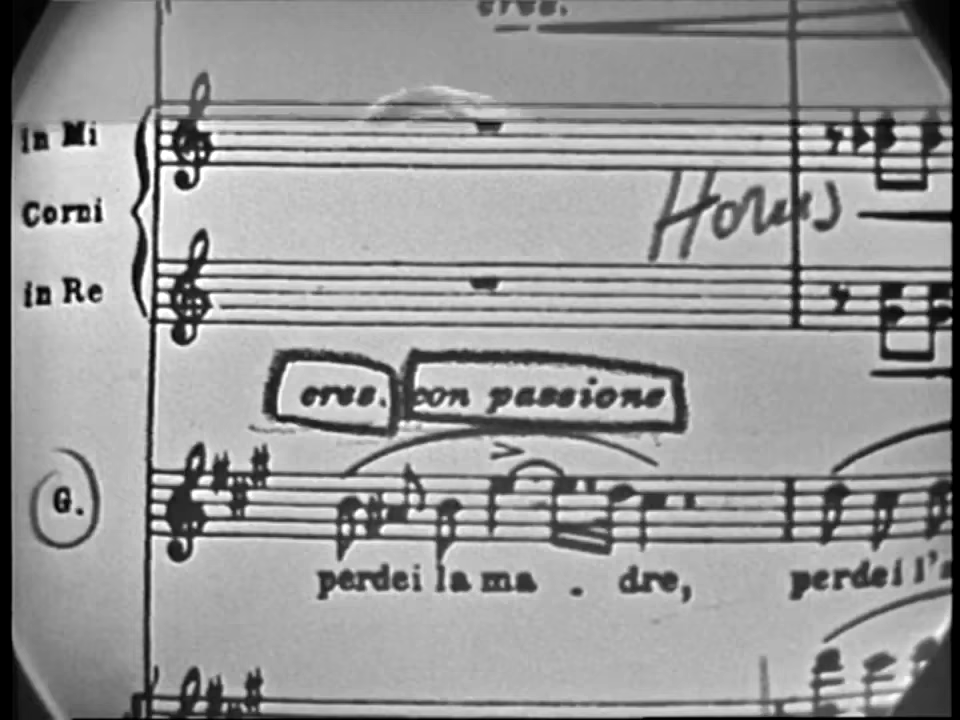 cres.
in Mi
Corni
Horns
in Re
cres. con passione
G.
perdei la ma . dre, perdei l'